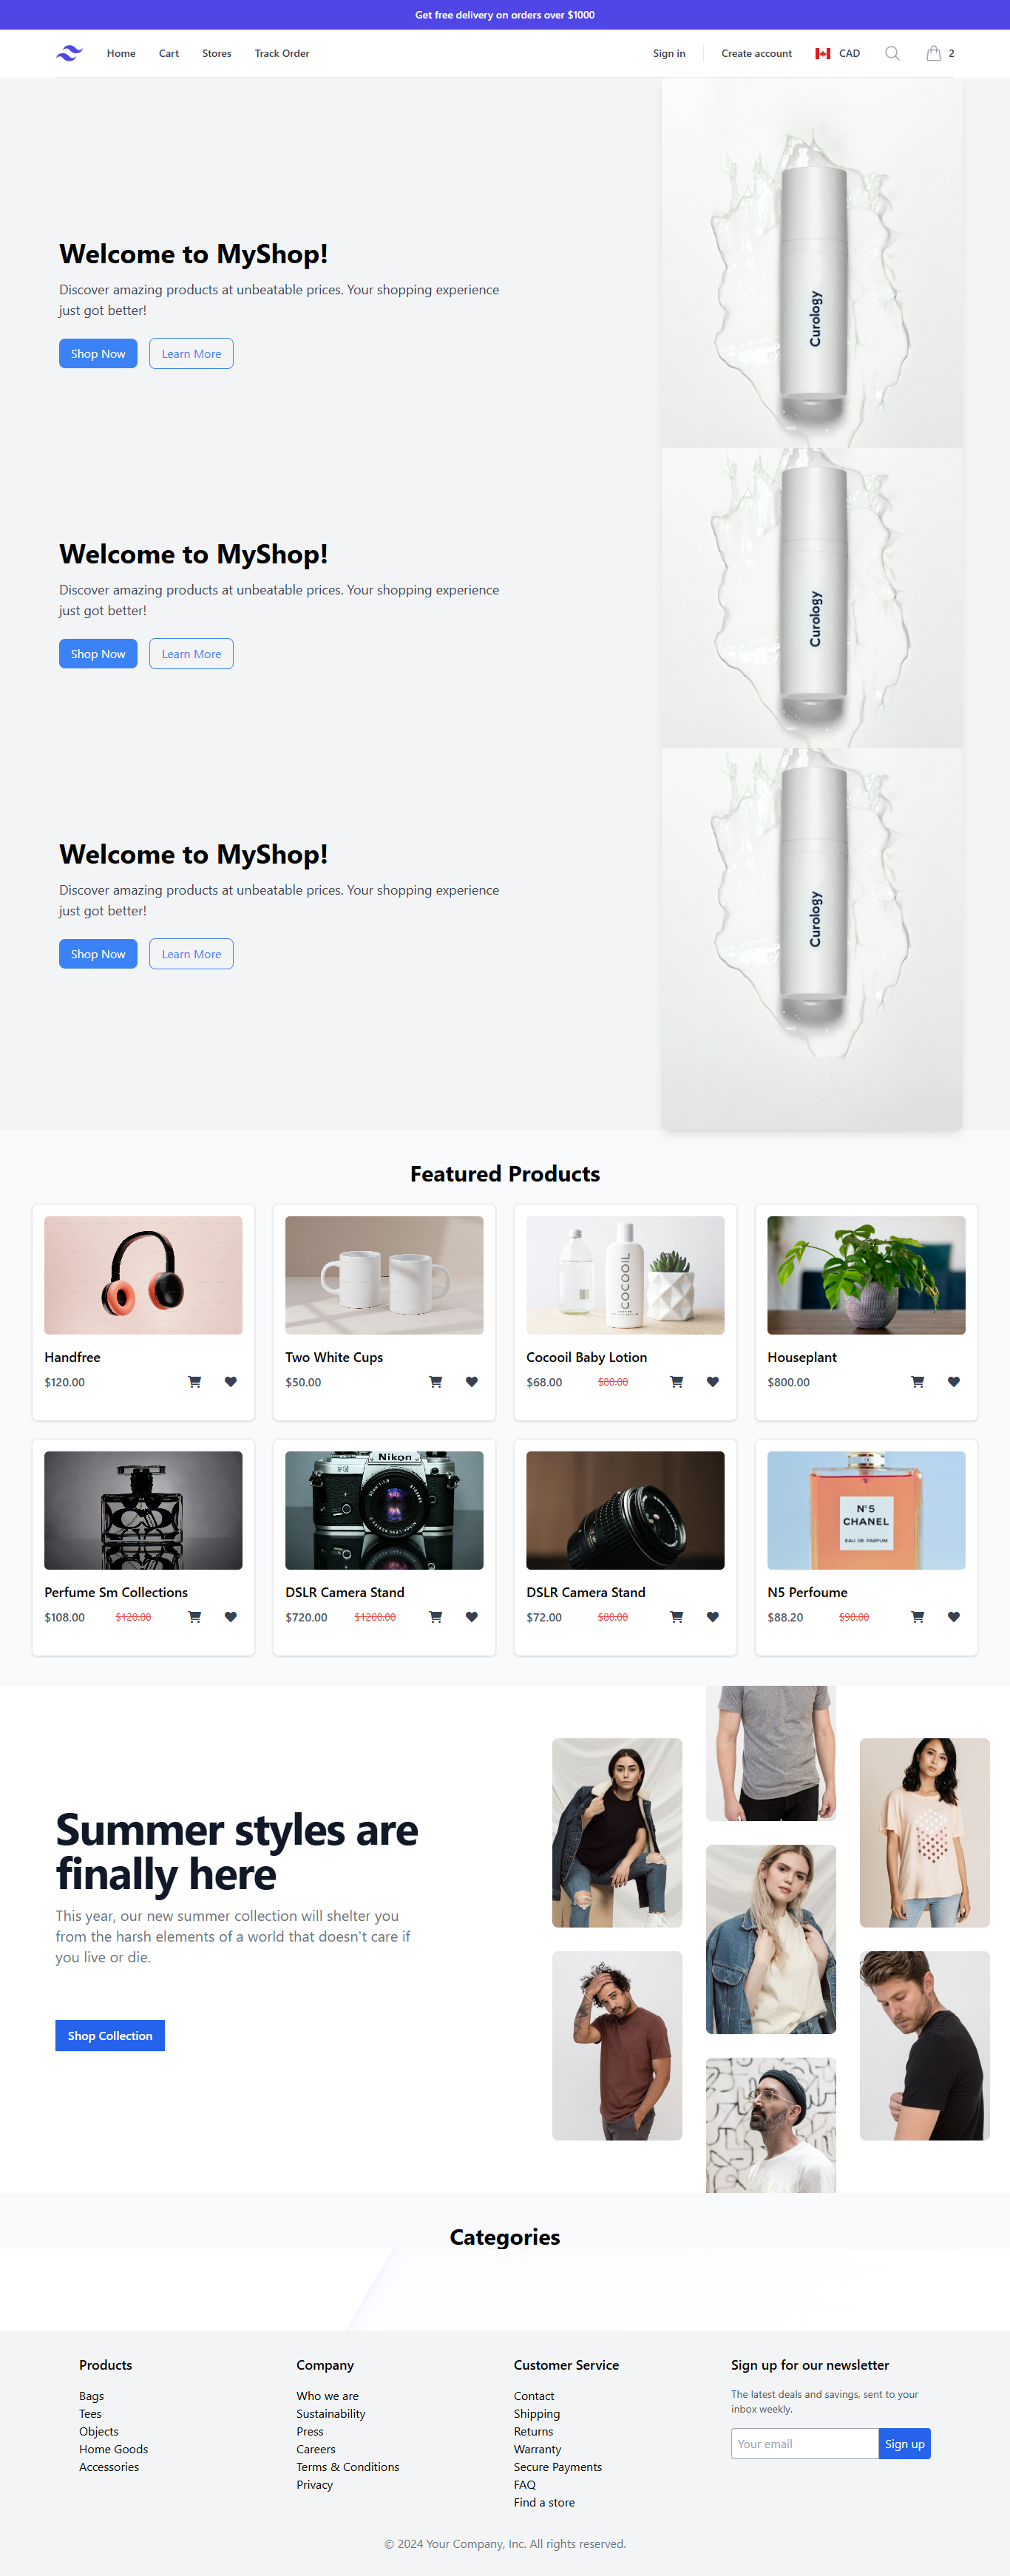 Get free delivery on orders over $1000
Home Cart Stores Track Order Sign in Create account CAD 2
Welcome to MyShop!
Discover amazing products at unbeatable prices. Your shopping experience
just got better!
Shop Now Learn More
Curology
Welcome to MyShop!
Discover amazing products at unbeatable prices. Your shopping experience
just got better!
Shop Now Learn More
Curology
Welcome to MyShop!
Discover amazing products at unbeatable prices. Your shopping experience
just got better!
Shop Now Learn More
Curology
Featured Products
COCOOIL
Handfree Two White Cups Cocooil Baby Lotion Houseplant
$120.00 $50.00 $68.00 $80.00 $800.00
Nikon
N°5
CHANEL
EAU DE PARFUM
Perfume Sm Collections DSLR Camera Stand DSLR Camera Stand N5 Perfoume
$108.00 $120.00 $720.00 $1200.00 $72.00 $80.00 $88.20 $90.00
Summer styles are
finally here
This year, our new summer collection will shelter you
from the harsh elements of a world that doesn't care if
you live or die.
Shop Collection
Categories
Products
Bags
Tees
Objects
Home Goods
Accessories
Company
Who we are
Sustainability
Press
Careers
Terms & Conditions
Privacy
Customer Service
Contact
Shipping
Returns
Warranty
Secure Payments
FAQ
Find a store
Sign up for our newsletter
The latest deals and savings, sent to your
inbox weekly.
Your email Sign up
© 2024 Your Company, Inc. All rights reserved.